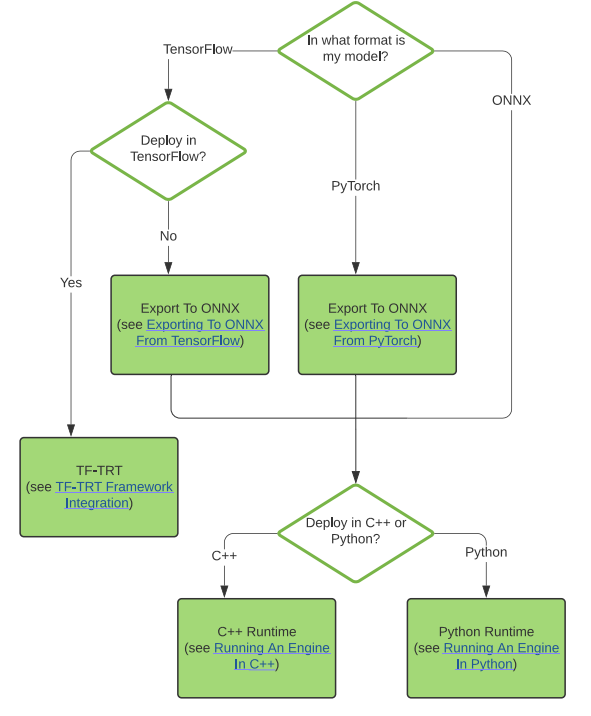 In what format is
my model?
TensorFlow
ONNX
Deploy in
TensorFlow?
PyTorch
No
Yes
Export To ONNX
(see Exporting To ONNX
From TensorFlow)
Export To ONNX
(see Exporting To ONNX
From PyTorch)
TF-TRT
(see TF-TRT Framework
Integration)
Deploy in C++ or
Python?
C++
Python
C++ Runtime
(see Running An Engine
In C++)
Python Runtime
(see Running An Engine
In Python)